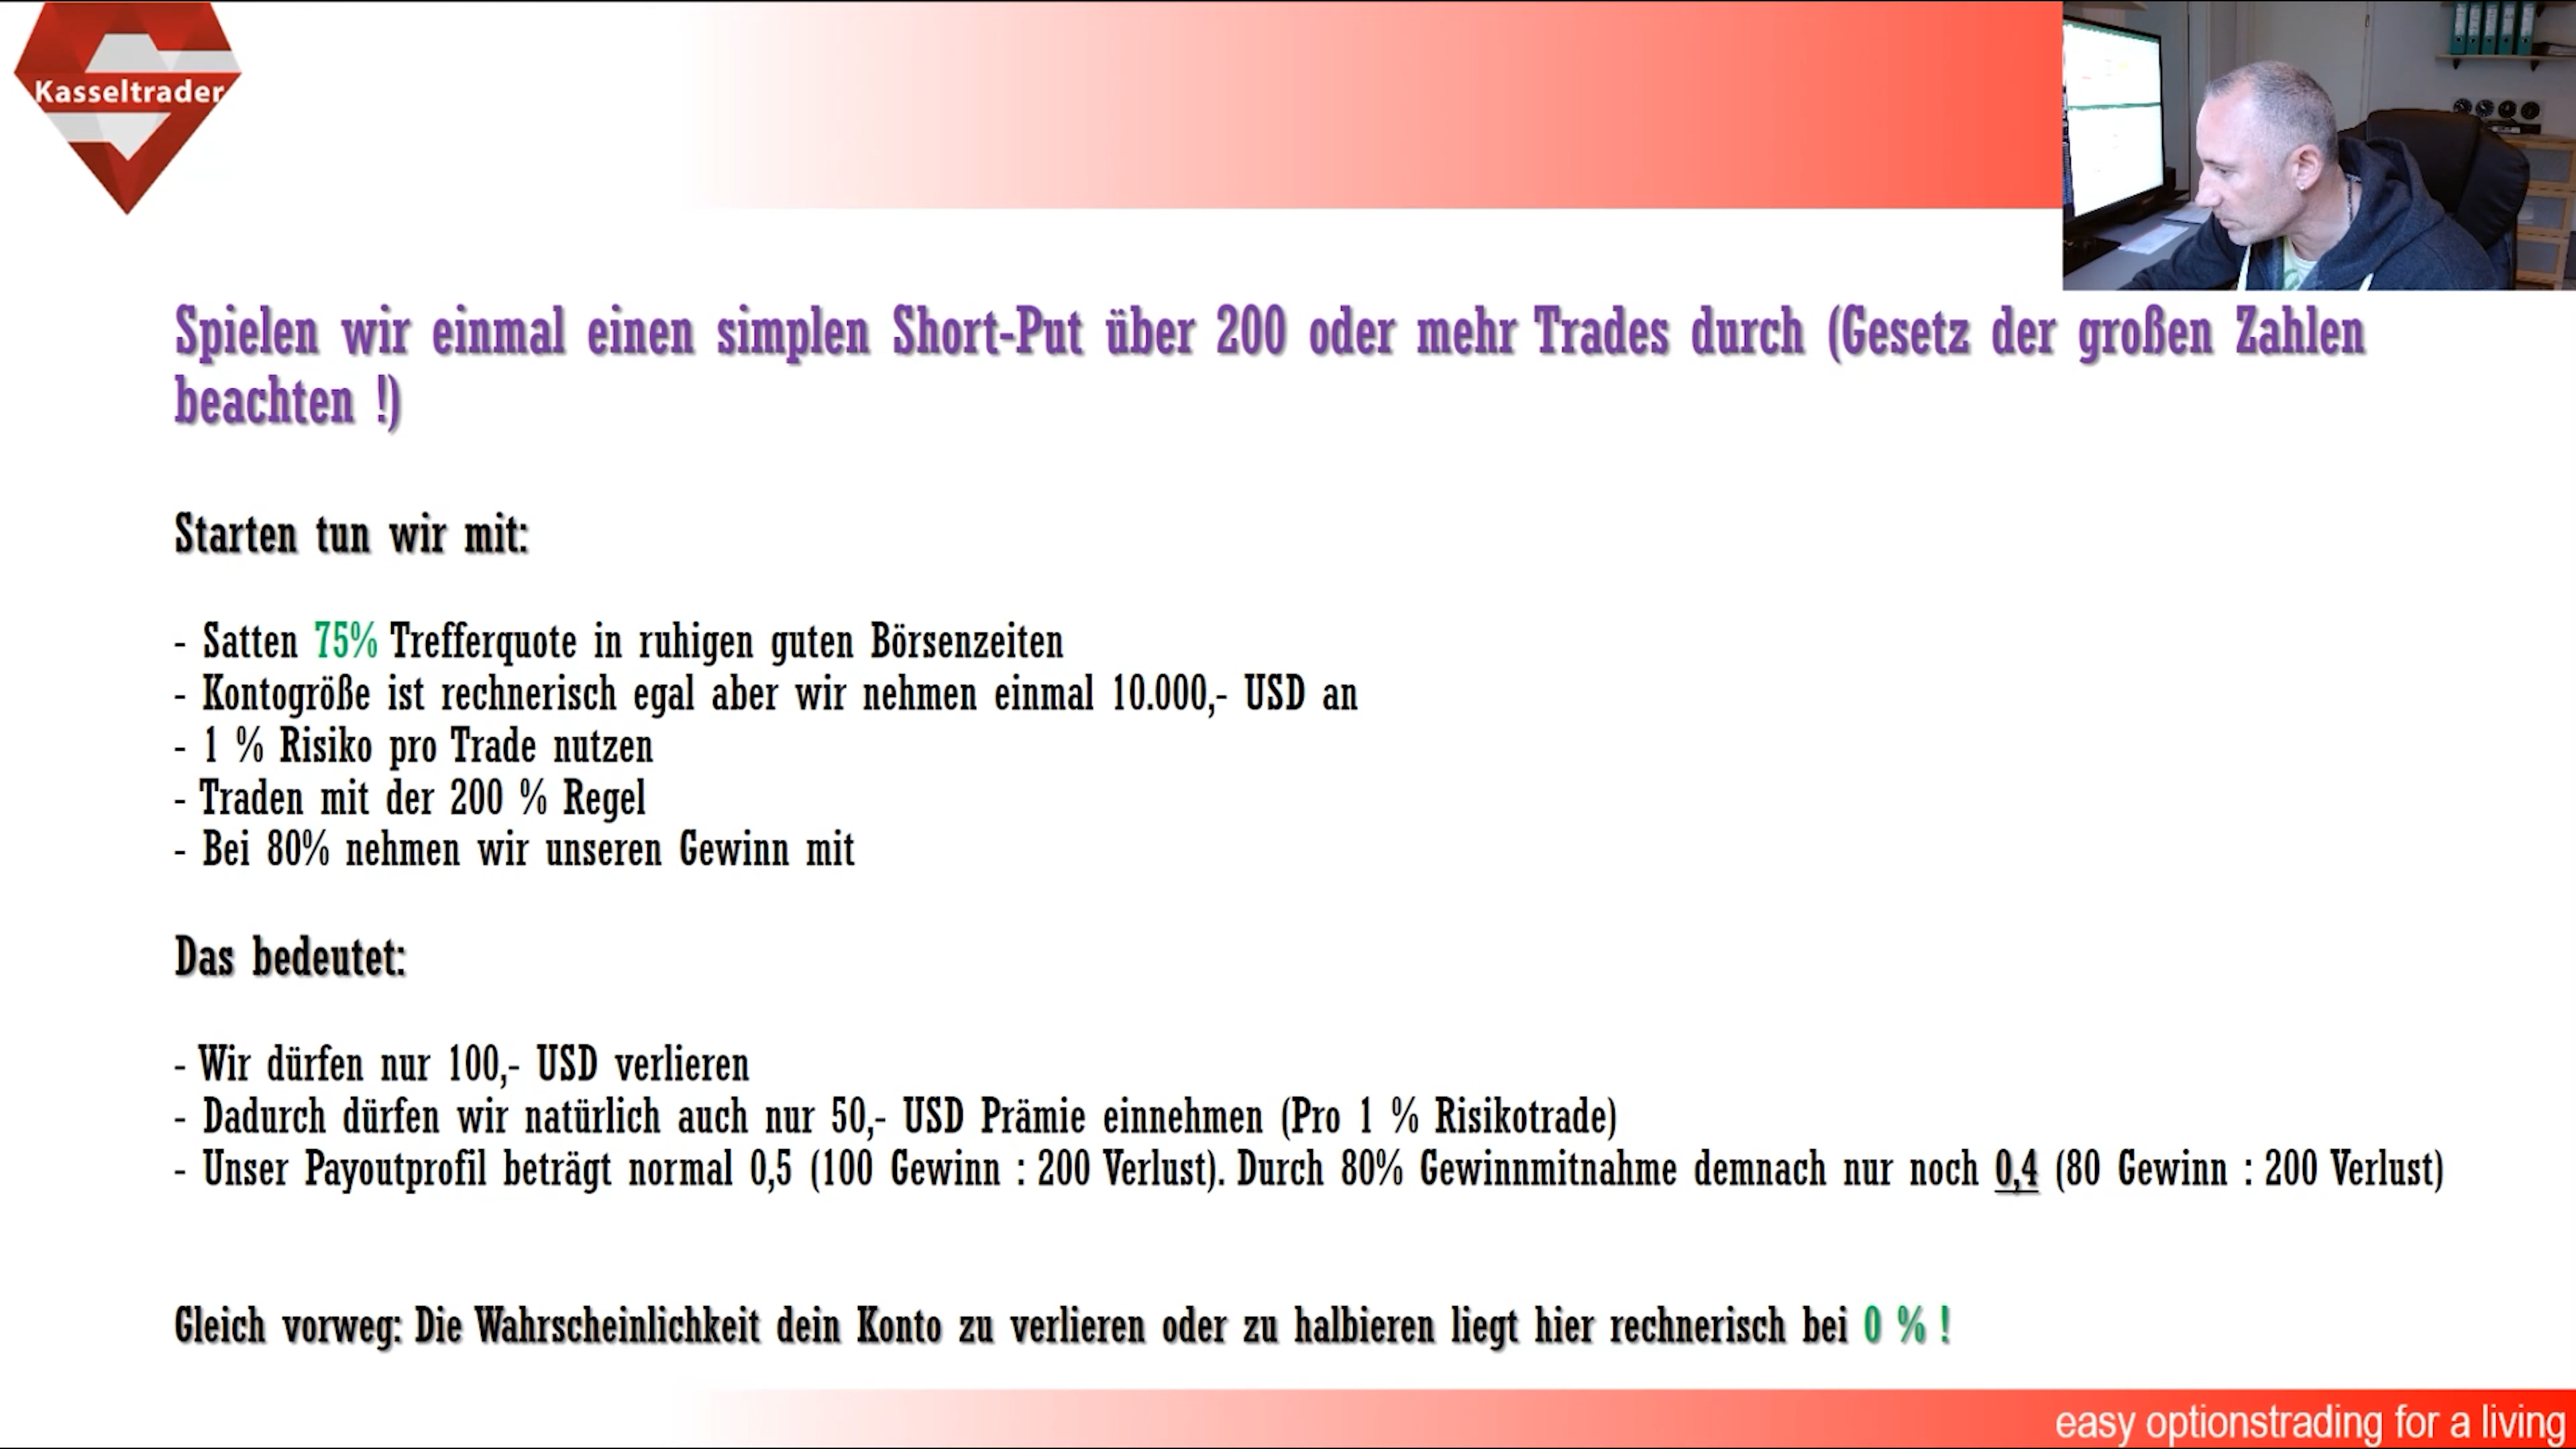 Kasseltrader
Spielen wir einmal einen simplen Short-Put über 200 oder mehr Trades durch (Gesetz der großen Zahlen
beachten !)
Starten tun wir mit:
- Satten 75% Trefferquote in ruhigen guten Börsenzeiten
- Kontogröße ist rechnerisch egal aber wir nehmen einmal 10.000,- USD an
- 1 % Risiko pro Trade nutzen
- Traden mit der 200 % Regel
- Bei 80% nehmen wir unseren Gewinn mit
Das bedeutet:
- Wir dürfen nur 100,- USD verlieren
- Dadurch dürfen wir natürlich auch nur 50,- USD Prämie einnehmen (Pro 1 % Risikotrade)
- Unser Payoutprofil beträgt normal 0,5 (100 Gewinn : 200 Verlust). Durch 80% Gewinnmitnahme demnach nur noch 0,4 (80 Gewinn : 200 Verlust)
Gleich vorweg: Die Wahrscheinlichkeit dein Konto zu verlieren oder zu halbieren liegt hier rechnerisch bei 0 % !
easy optionstrading for a living